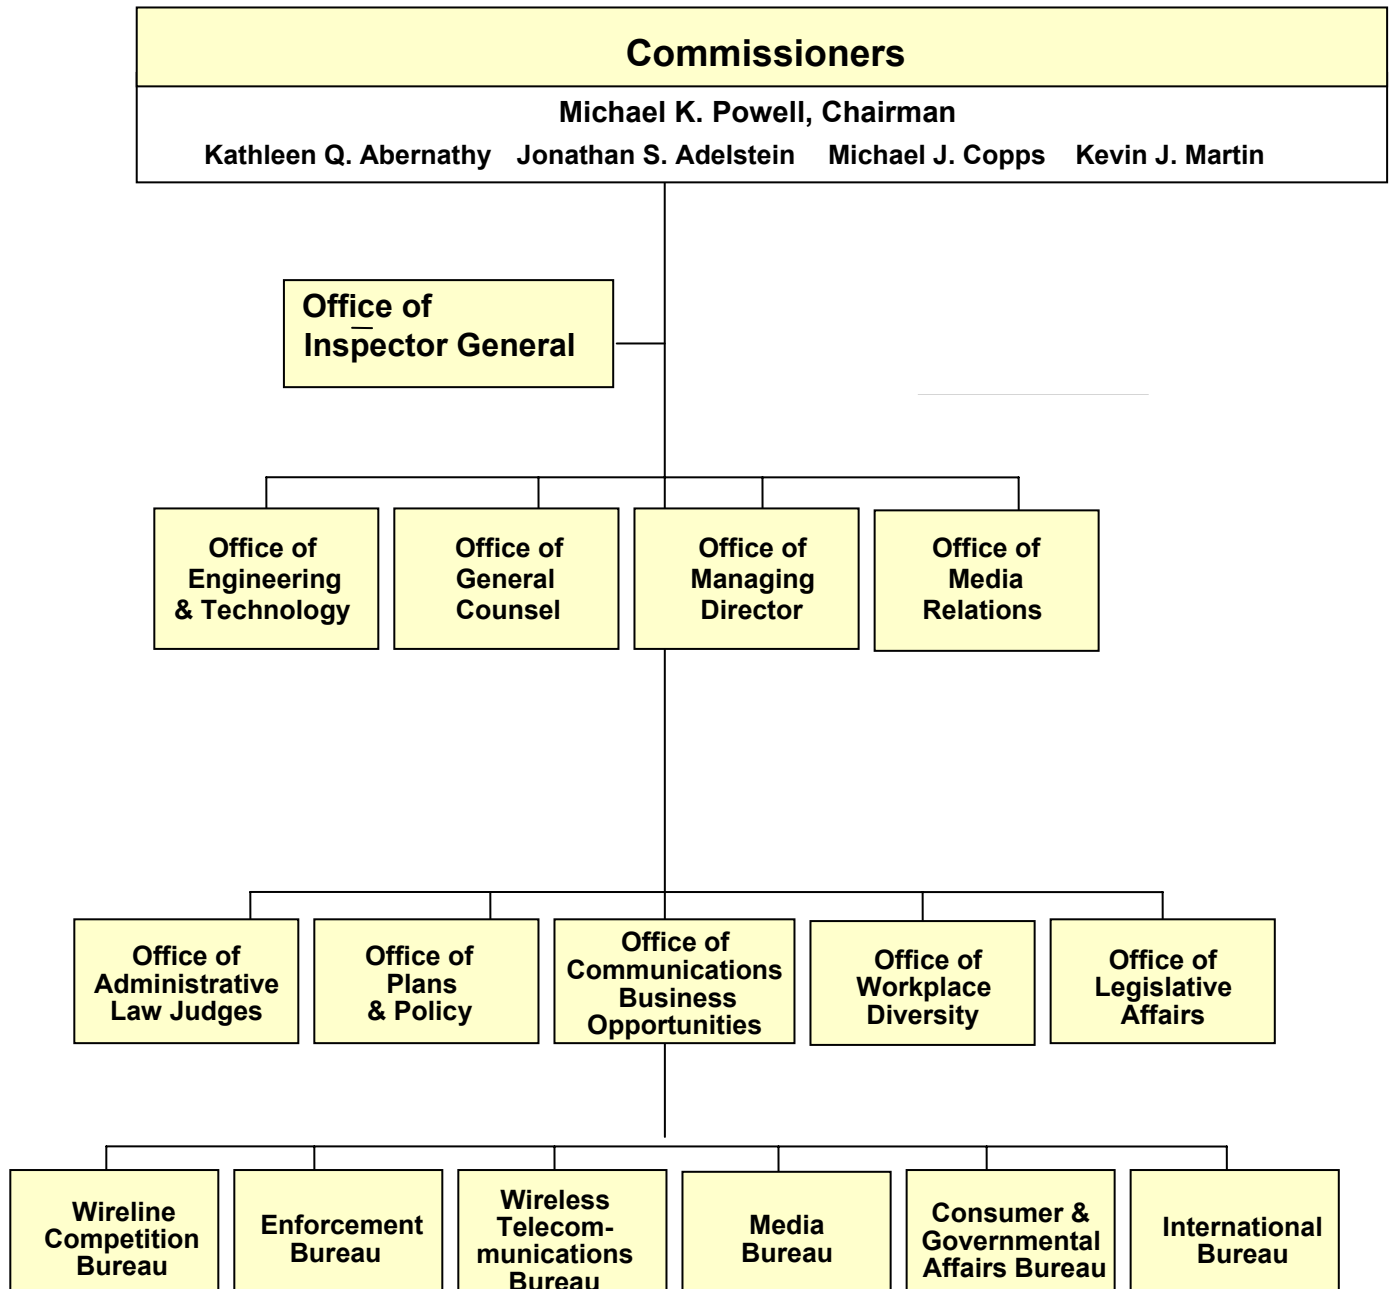 Commissioners
Michael K. Powell, Chairman
Kathleen Q. Abernathy Jonathan S. Adelstein Michael J. Copps Kevin J. Martin
Office of
Inspector General
Office of
Engineering
& Technology
Office of
General
Counsel
Office of
Managing
Director
Office of
Media
Relations
Office of
Administrative
Law Judges
Office of
Plans
& Policy
Office of
Communications
Business
Opportunities
Office of
Workplace
Diversity
Office of
Legislative
Affairs
Wireline
Competition
Bureau
Enforcement
Bureau
Wireless
Telecom-
munications
Bureau
Media
Bureau
Consumer &
Governmental
Affairs Bureau
International
Bureau